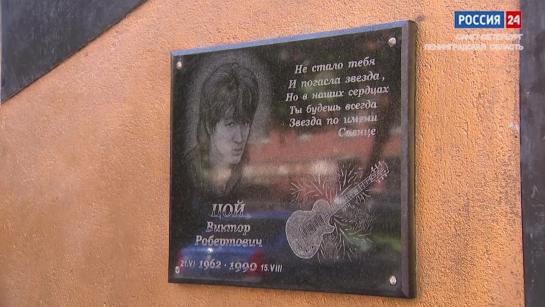 РОССИЯ 24
САНКТ-ПЕТЕРБУРГ
ЛЕНИНГРАДСКАЯ ОБЛАСТЬ
Не стало тебя
И погасла звезда,
Но в наших сердцах
Ты будешь всегда
Звезда по имени
Солнце
ЦОЙ
Виктор
Робертович
21.VI 1962 - 1990 15.VIII